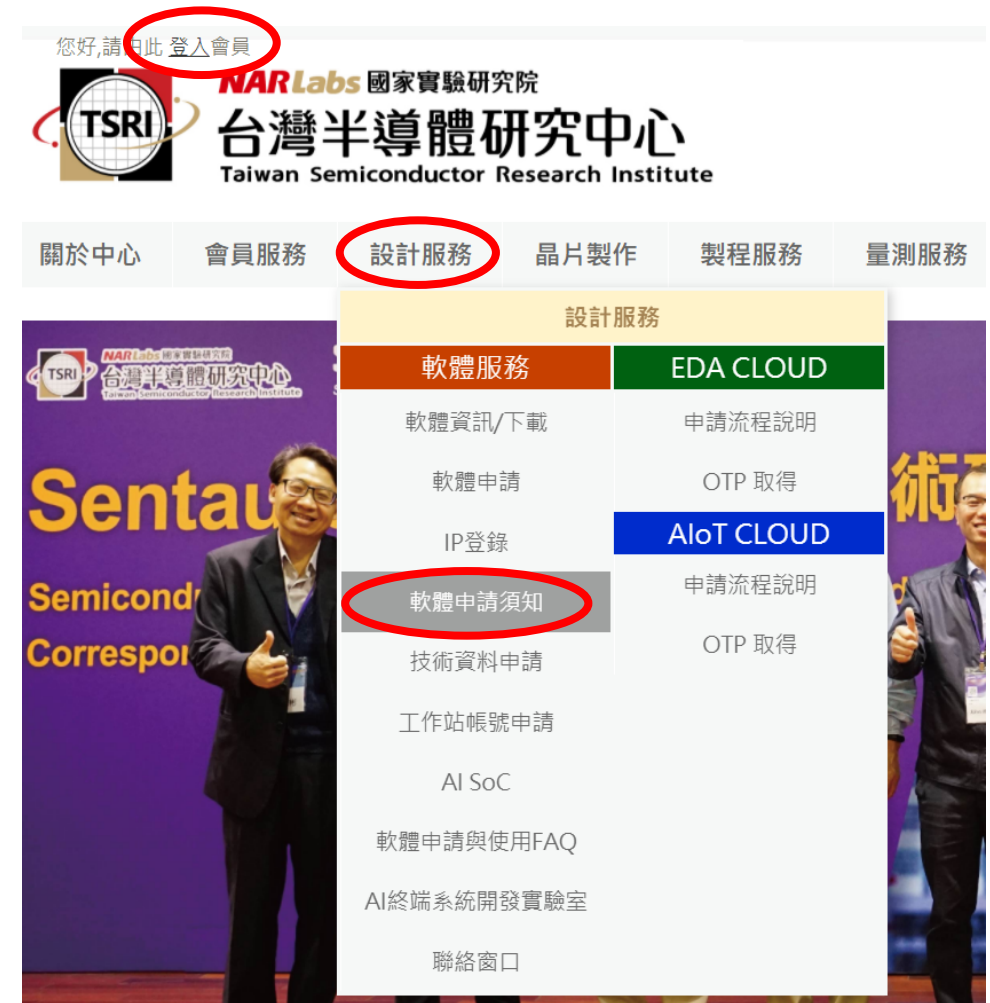 您好,請由此 登入會員
TSRI
NARLabs 國家實驗研究院
台灣半導體研究中心
Taiwan Semiconductor Research Institute
關於中心 會員服務 設計服務 晶片製作 製程服務 量測服務
設計服務
軟體服務 EDA CLOUD
軟體資訊/下載 申請流程說明
軟體申請 OTP 取得
IP登錄 AIoT CLOUD
軟體申請須知 申請流程說明
技術資料申請 OTP 取得
工作站帳號申請
AI SoC
軟體申請與使用FAQ
AI終端系統開發實驗室
聯絡窗口
TSRI
NARLabs 國家實驗研究院
台灣半導體研究中心
Taiwan Semiconductor Research Institute
Sentau
術
Semicond
Correspo